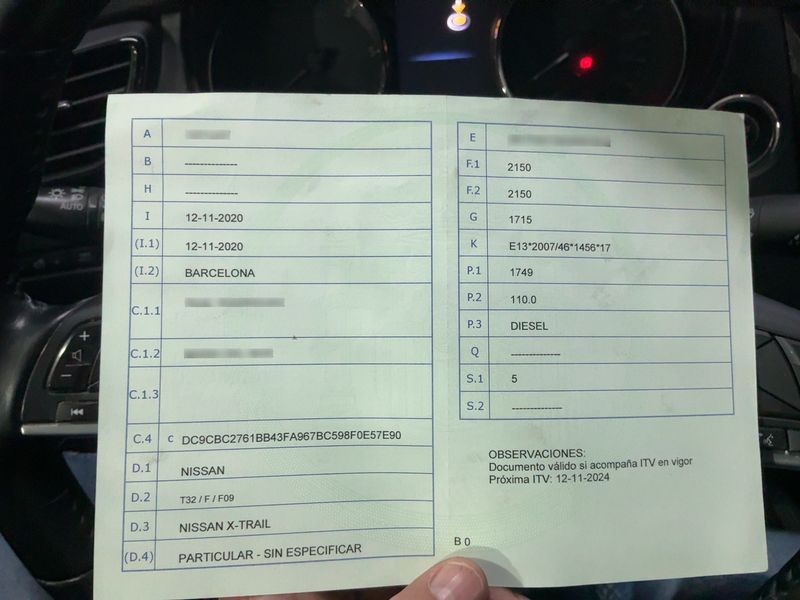 A
B -------------
H -------------
I 12-11-2020
(I.1) 12-11-2020
(I.2) BARCELONA
C.1.1
C.1.2
C.1.3
C.4 c DC9CBC2761BB43FA967BC598F0E57E90
D.1 NISSAN
D.2 T32 / F / F09
D.3 NISSAN X-TRAIL
(D.4) PARTICULAR - SIN ESPECIFICAR
E
F.1 2150
F.2 2150
G 1715
K E13*2007/46*1456*17
P.1 1749
P.2 110.0
P.3 DIESEL
Q -------------
S.1 5
S.2 -------------
OBSERVACIONES:
Documento válido si acompaña ITV en vigor
Próxima ITV: 12-11-2024
B 0
AUTO